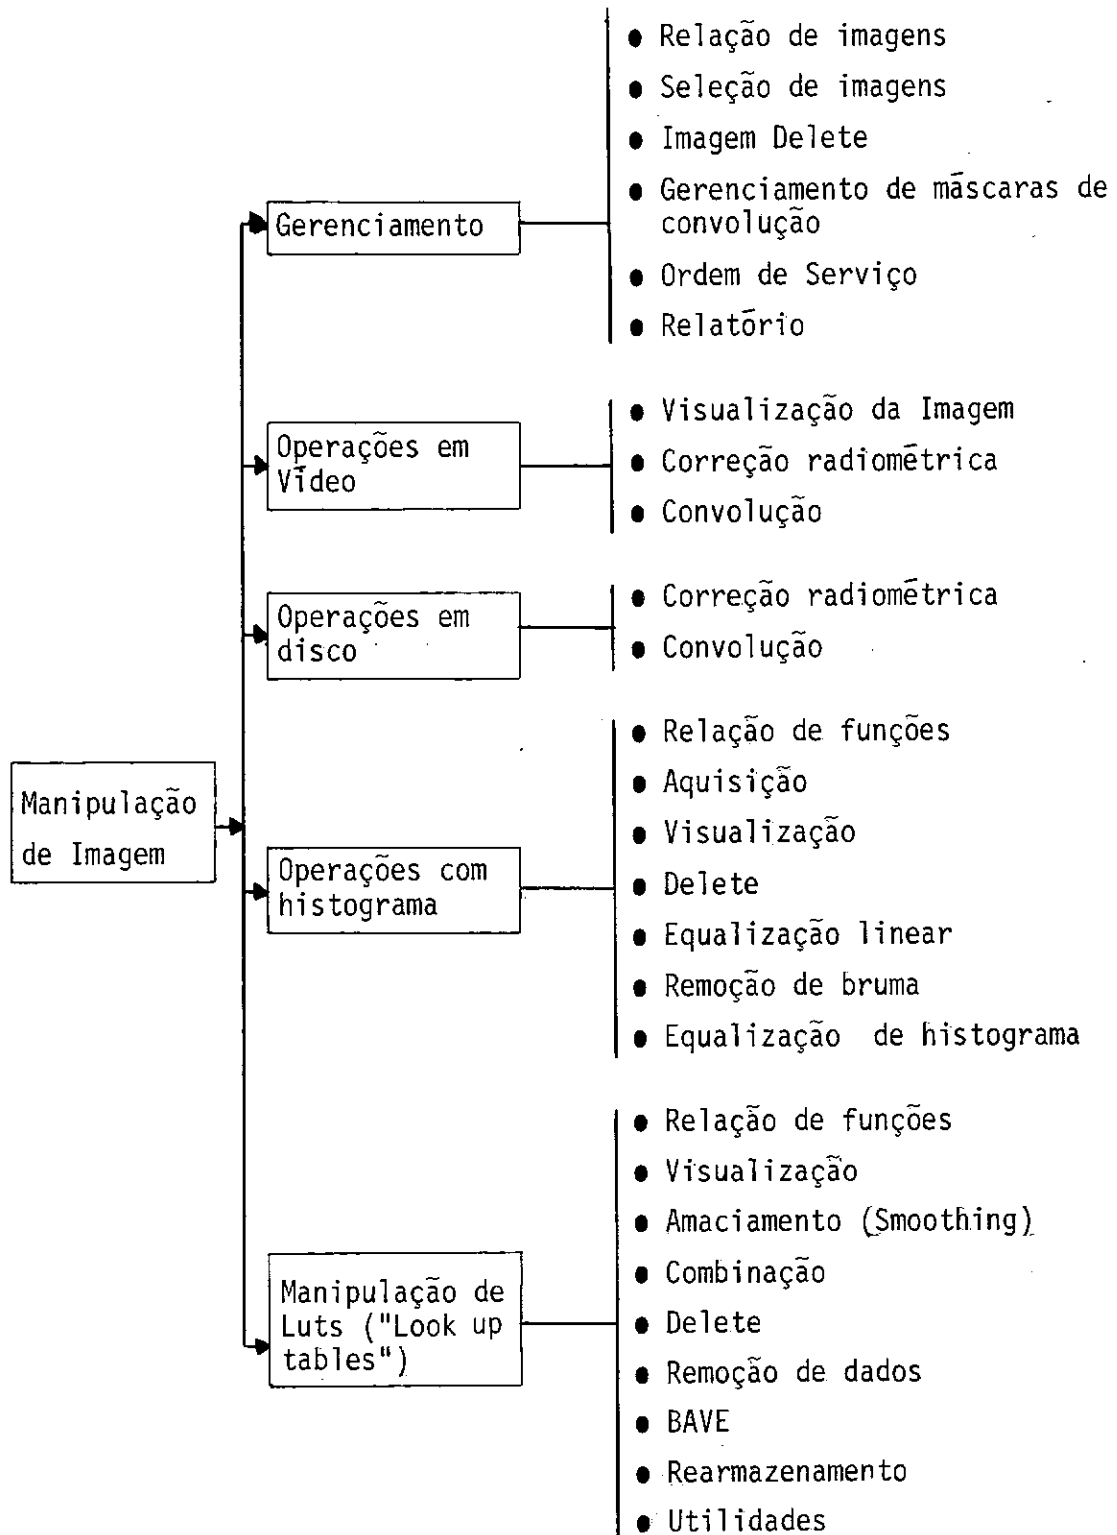 ● Relação de imagens
● Seleção de imagens
● Imagem Delete
● Gerenciamento de máscaras de
convolução
● Ordem de Serviço
● Relatório
Gerenciamento
● Visualização da Imagem
● Correção radiométrica
● Convolução
Operações em
Vídeo
● Correção radiométrica
● Convolução
Operações em
disco
● Relação de funções
● Aquisição
● Visualização
● Delete
● Equalização linear
● Remoção de bruma
● Equalização de histograma
Operações com
histograma
Manipulação
de Imagem
● Relação de funções
● Visualização
● Amaciamento (Smoothing)
● Combinação
● Delete
● Remoção de dados
● BAVE
● Rearmazenamento
● Utilidades
Manipulação de
Luts ("Look up
tables")